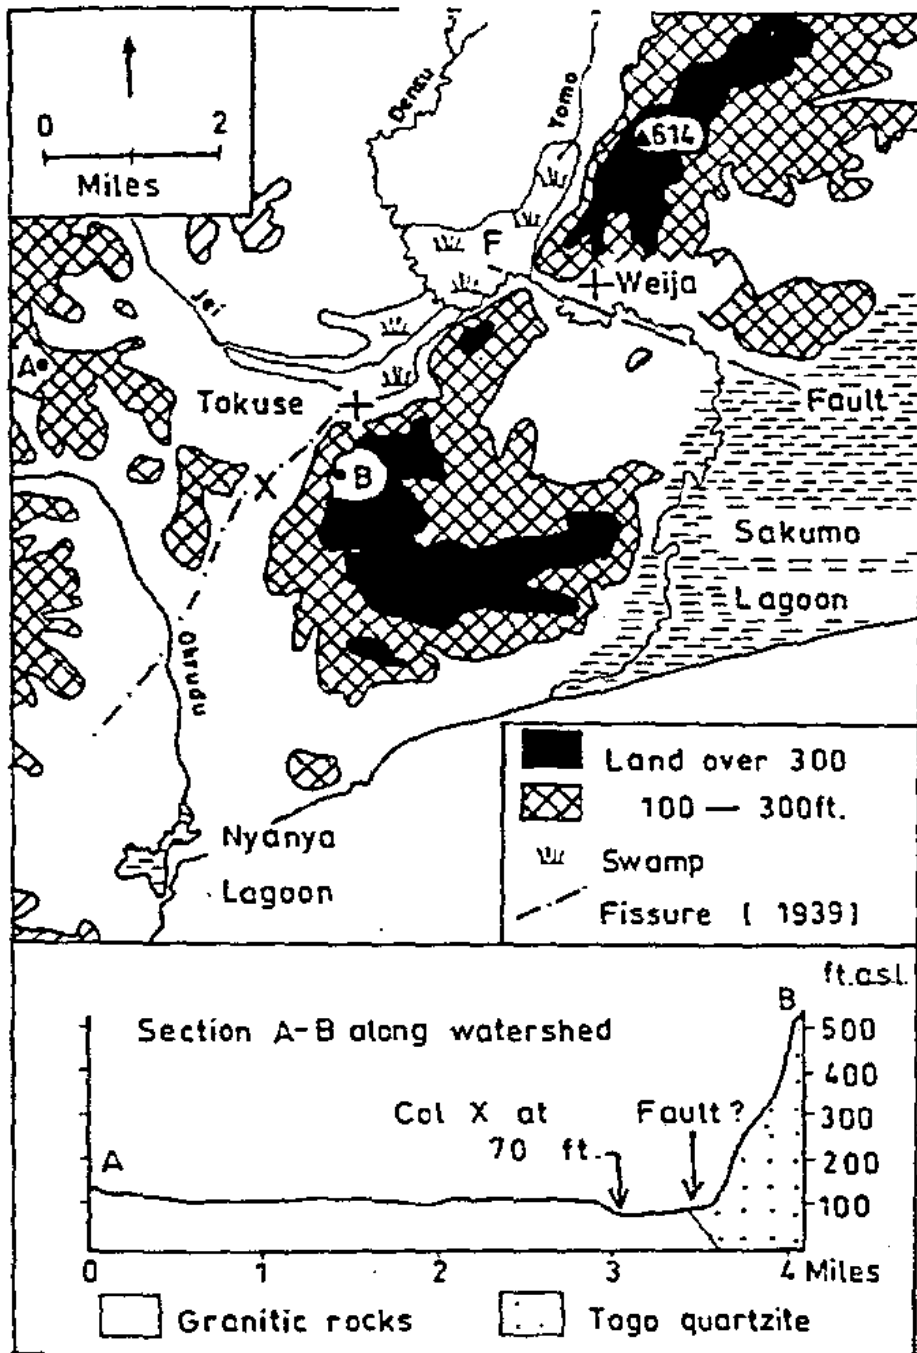 0 2
Miles
Densu
Yomo
614
F
Weija
Jei
A
Tokuse
Fault
B
X
Sakumo
Lagoon
Okrudu
Nyanya
Lagoon
Land over 300
100 — 300ft.
Swamp
Fissure ( 1939)
ft.a.s.l.
B
Section A-B along watershed
500
400
Col X at
70 ft.
Fault ?
300
A
200
100
0 1 2 3 4 Miles
Granitic rocks
Togo quartzite